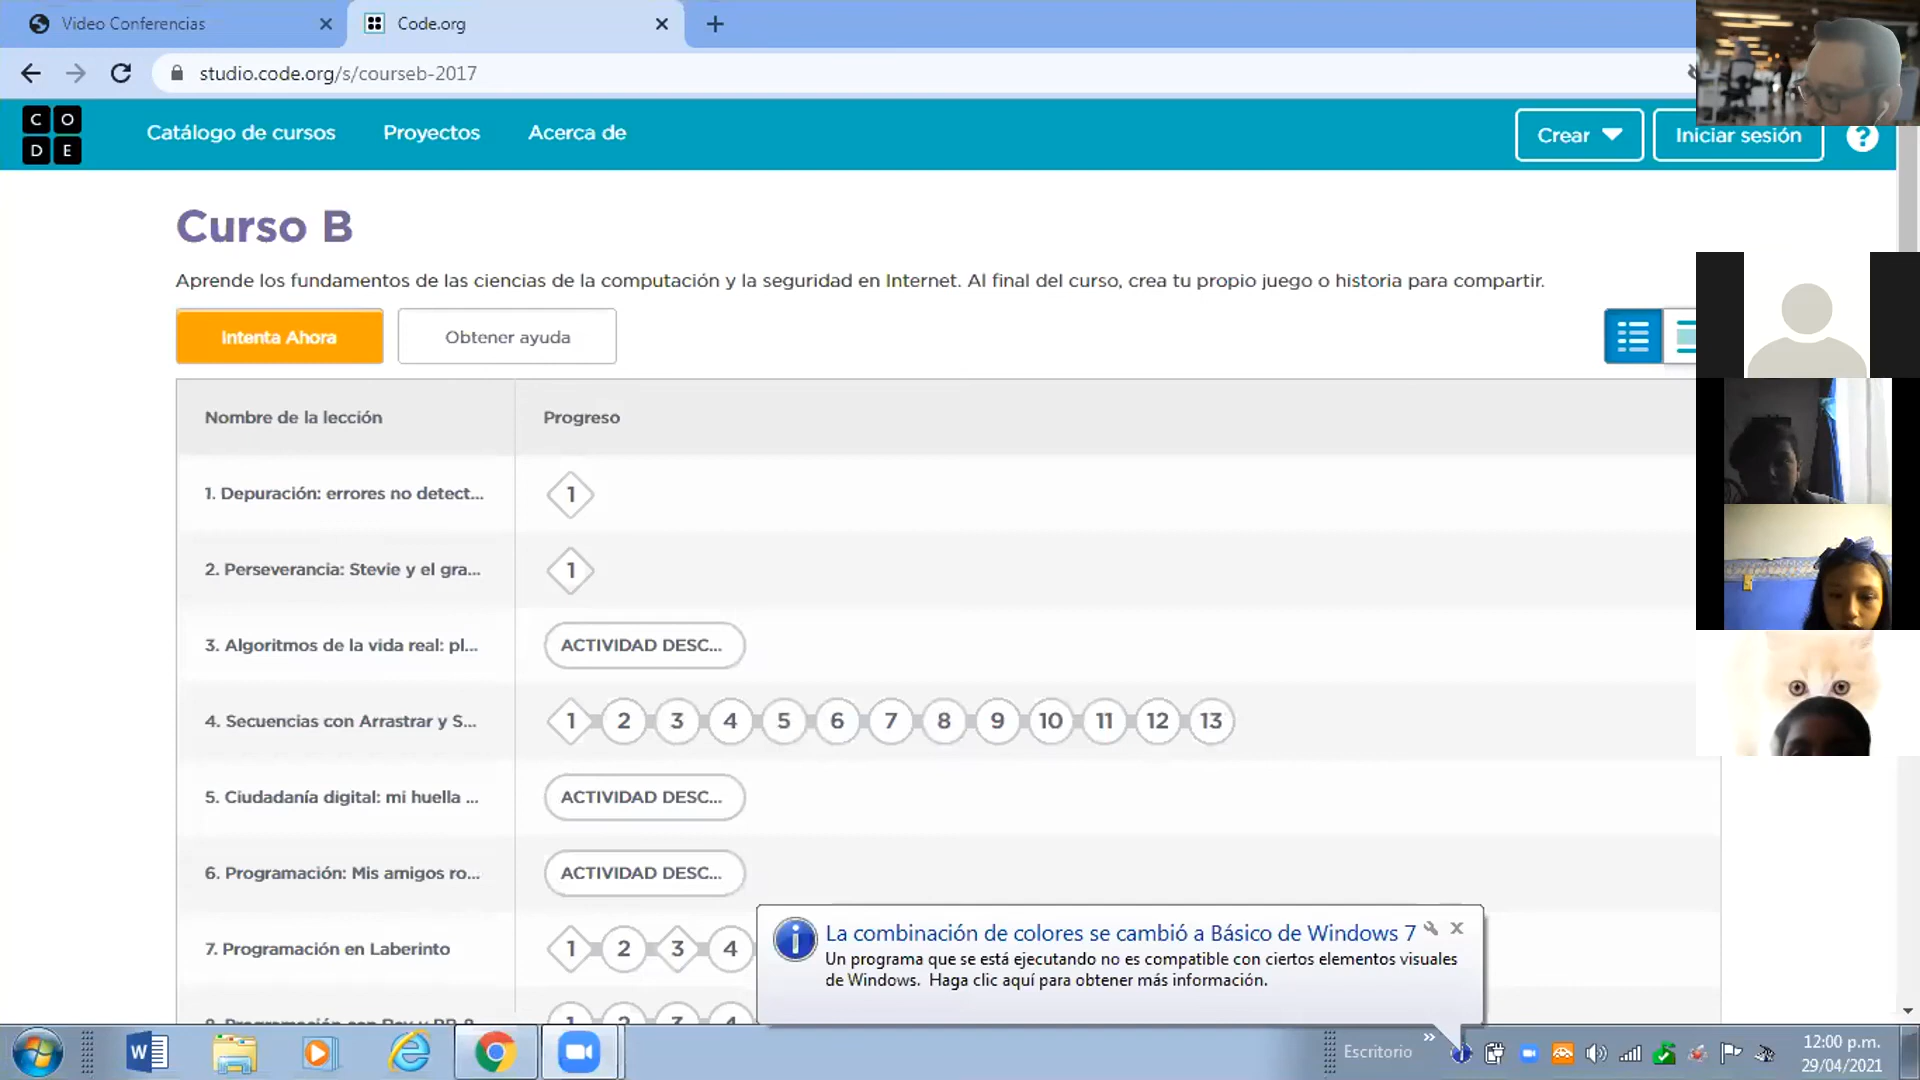 Video Conferencias
Code.org
studio.code.org/s/courseb-2017
C O
D E
Catálogo de cursos
Proyectos
Acerca de
Crear
Iniciar sesión
?
Curso B
Aprende los fundamentos de las ciencias de la computación y la seguridad en Internet. Al final del curso, crea tu propio juego o historia para compartir.
Intenta Ahora
Obtener ayuda
Nombre de la lección
Progreso
1. Depuración: errores no detect...
1
2. Perseverancia: Stevie y el gra...
1
3. Algoritmos de la vida real: pl...
ACTIVIDAD DESC...
4. Secuencias con Arrastrar y S...
1 2 3 4 5 6 7 8 9 10 11 12 13
5. Ciudadanía digital: mi huella ...
ACTIVIDAD DESC...
6. Programación: Mis amigos ro...
ACTIVIDAD DESC...
7. Programación en Laberinto
1 2 3 4
La combinación de colores se cambió a Básico de Windows 7
Un programa que se está ejecutando no es compatible con ciertos elementos visuales
de Windows. Haga clic aquí para obtener más información.
Escritorio
12:00 p.m.
29/04/2021